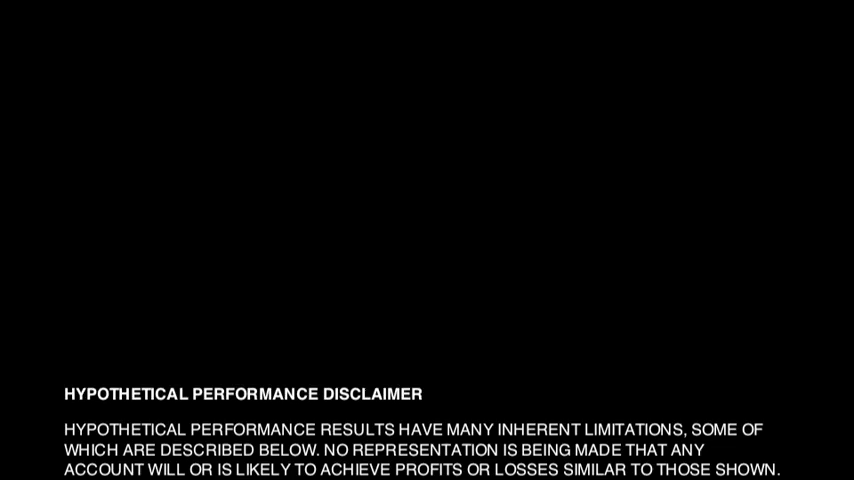 HYPOTHETICAL PERFORMANCE DISCLAIMER
HYPOTHETICAL PERFORMANCE RESULTS HAVE MANY INHERENT LIMITATIONS, SOME OF
WHICH ARE DESCRIBED BELOW. NO REPRESENTATION IS BEING MADE THAT ANY
ACCOUNT WILL OR IS LIKELY TO ACHIEVE PROFITS OR LOSSES SIMILAR TO THOSE SHOWN.